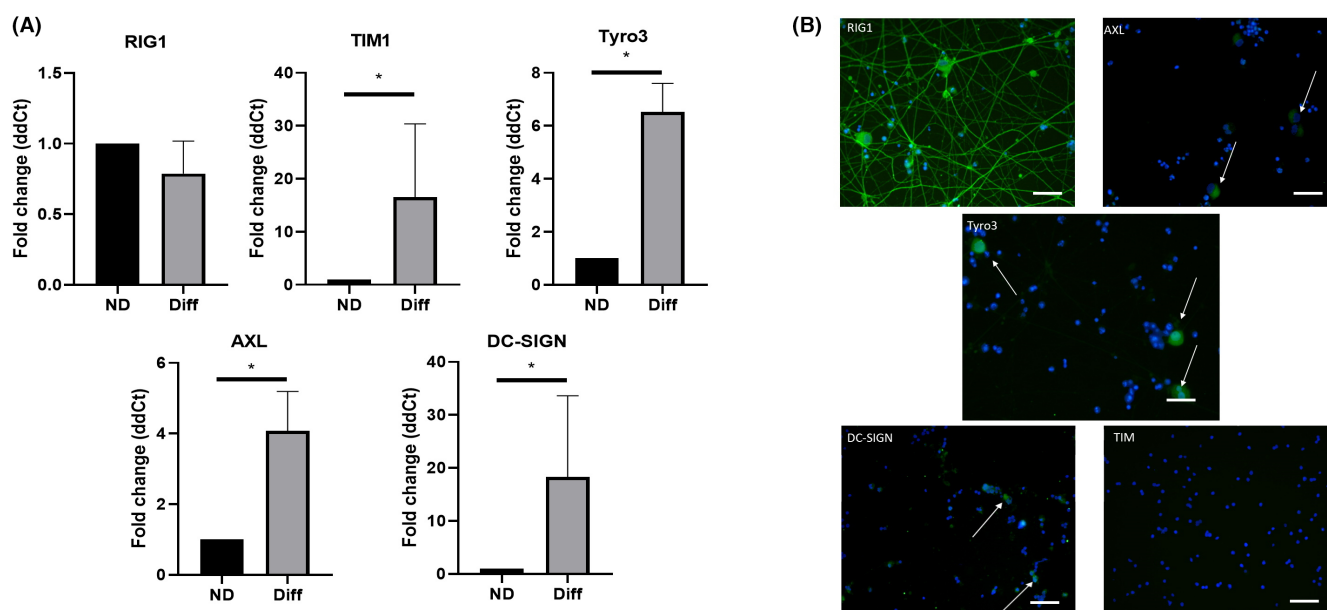 (A)
RIG1
Fold change (ddCt)
1.5
1.0
0.5
0.0
ND Diff
TIM1
*
Fold change (ddCt)
40
30
20
10
0
ND Diff
Tyro3
*
Fold change (ddCt)
8
6
4
2
0
ND Diff
AXL
*
Fold change (ddCt)
6
4
2
0
ND Diff
DC-SIGN
*
Fold change (ddCt)
40
30
20
10
0
ND Diff
(B)
RIG1
AXL
Tyro3
DC-SIGN
TIM